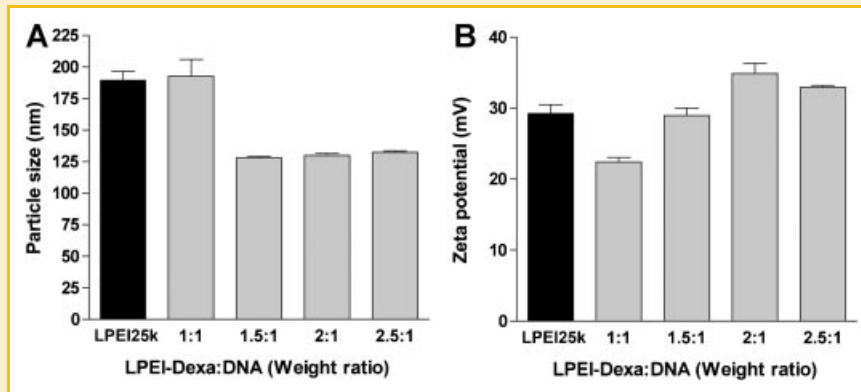 A
225
200
175
150
125
100
75
50
25
0
Particle size (nm)
LPEI25k 1:1 1.5:1 2:1 2.5:1
LPEI-Dexa:DNA (Weight ratio)
B
40
30
20
10
0
Zeta potential (mV)
LPEI25k 1:1 1.5:1 2:1 2.5:1
LPEI-Dexa:DNA (Weight ratio)